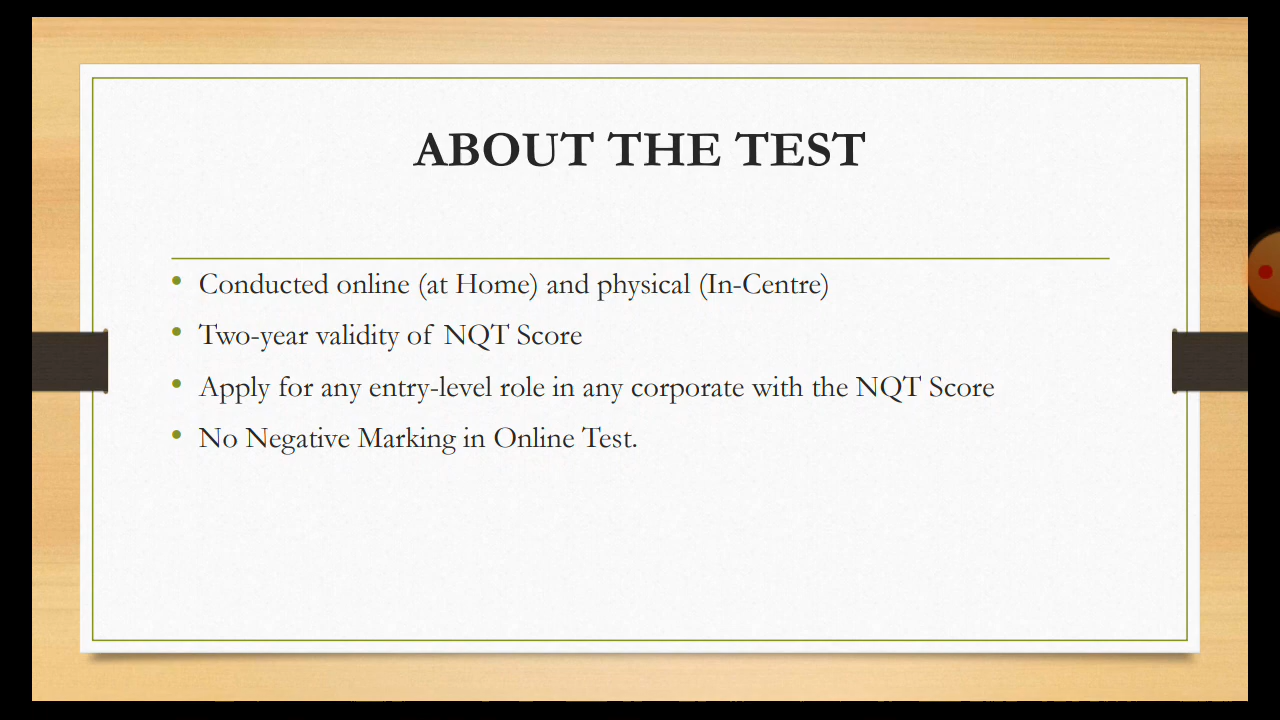 ABOUT THE TEST
• Conducted online (at Home) and physical (In-Centre)
• Two-year validity of NQT Score
• Apply for any entry-level role in any corporate with the NQT Score
• No Negative Marking in Online Test.